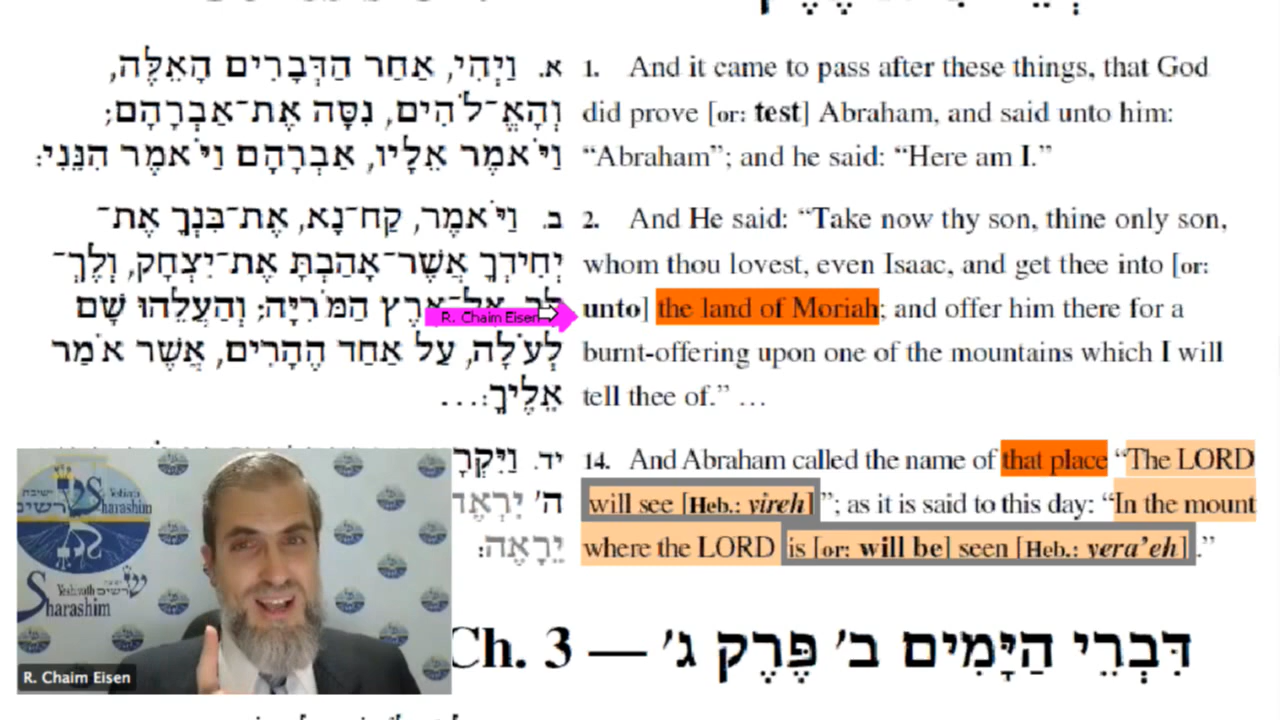 א. וַיְהִי, אַחַר הַדְּבָרִים הָאֵלֶּה,
וְהָאֱ־לֹהִים, נִסָּה אֶת־אַבְרָהָם;
וַיֹּאמֶר אֵלָיו, אַבְרָהָם וַיֹּאמֶר הִנֵּנִי:
1. And it came to pass after these things, that God
did prove [or: test] Abraham, and said unto him:
“Abraham”; and he said: “Here am I.”
ב. וַיֹּאמֶר, קַח־נָא, אֶת־בִּנְךָ אֶת־
יְחִידְךָ אֲשֶׁר־אָהַבְתָּ אֶת־יִצְחָק, וְלֶךְ־
אֶרֶץ הַמֹּרִיָּה; וְהַעֲלֵהוּ שָׁם
לְעֹלָה, עַל אַחַד הֶהָרִים, אֲשֶׁר אֹמַר
אֵלֶיךָ:...
R. Chaim Eisen
2. And He said: “Take now thy son, thine only son,
whom thou lovest, even Isaac, and get thee into [or:
unto] the land of Moriah; and offer him there for a
burnt-offering upon one of the mountains which I will
tell thee of.” …
יד. וַיִּקְרָ
ה' יִרְאֶ
יֵרָאֶה:
14. And Abraham called the name of that place “The LORD
will see [Heb.: yireh]”; as it is said to this day: “In the mount
where the LORD is [or: will be] seen [Heb.: yera’eh].”
Ch. 3 — דִּבְרֵי הַיָּמִים ב' פֶּרֶק ג'
ישיבת
שרשים
Yeshivath
Sharashim
Yeshivath
Sharashim
R. Chaim Eisen